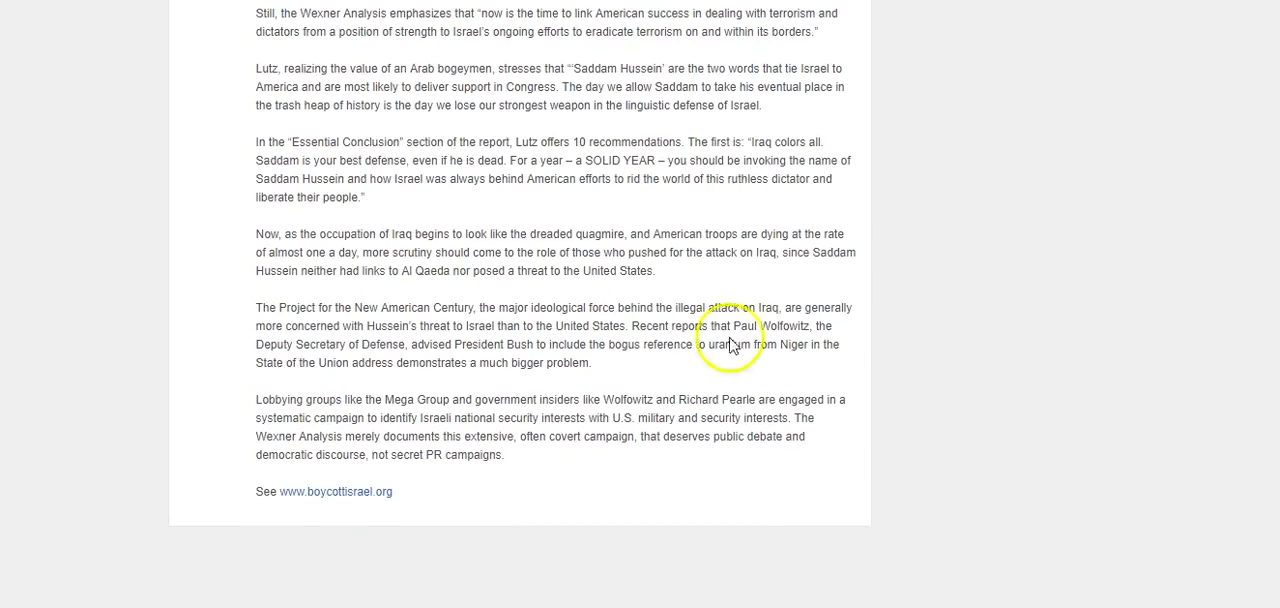 Still, the Wexner Analysis emphasizes that “now is the time to link American success in dealing with terrorism and
dictators from a position of strength to Israel’s ongoing efforts to eradicate terrorism on and within its borders.”
Lutz, realizing the value of an Arab bogeymen, stresses that “‘Saddam Hussein’ are the two words that tie Israel to
America and are most likely to deliver support in Congress. The day we allow Saddam to take his eventual place in
the trash heap of history is the day we lose our strongest weapon in the linguistic defense of Israel.
In the “Essential Conclusion” section of the report, Lutz offers 10 recommendations. The first is: “Iraq colors all.
Saddam is your best defense, even if he is dead. For a year – a SOLID YEAR – you should be invoking the name of
Saddam Hussein and how Israel was always behind American efforts to rid the world of this ruthless dictator and
liberate their people.”
Now, as the occupation of Iraq begins to look like the dreaded quagmire, and American troops are dying at the rate
of almost one a day, more scrutiny should come to the role of those who pushed for the attack on Iraq, since Saddam
Hussein neither had links to Al Qaeda nor posed a threat to the United States.
The Project for the New American Century, the major ideological force behind the illegal attack on Iraq, are generally
more concerned with Hussein’s threat to Israel than to the United States. Recent reports that Paul Wolfowitz, the
Deputy Secretary of Defense, advised President Bush to include the bogus reference to uranium from Niger in the
State of the Union address demonstrates a much bigger problem.
Lobbying groups like the Mega Group and government insiders like Wolfowitz and Richard Pearle are engaged in a
systematic campaign to identify Israeli national security interests with U.S. military and security interests. The
Wexner Analysis merely documents this extensive, often covert campaign, that deserves public debate and
democratic discourse, not secret PR campaigns.
See www.boycottisrael.org